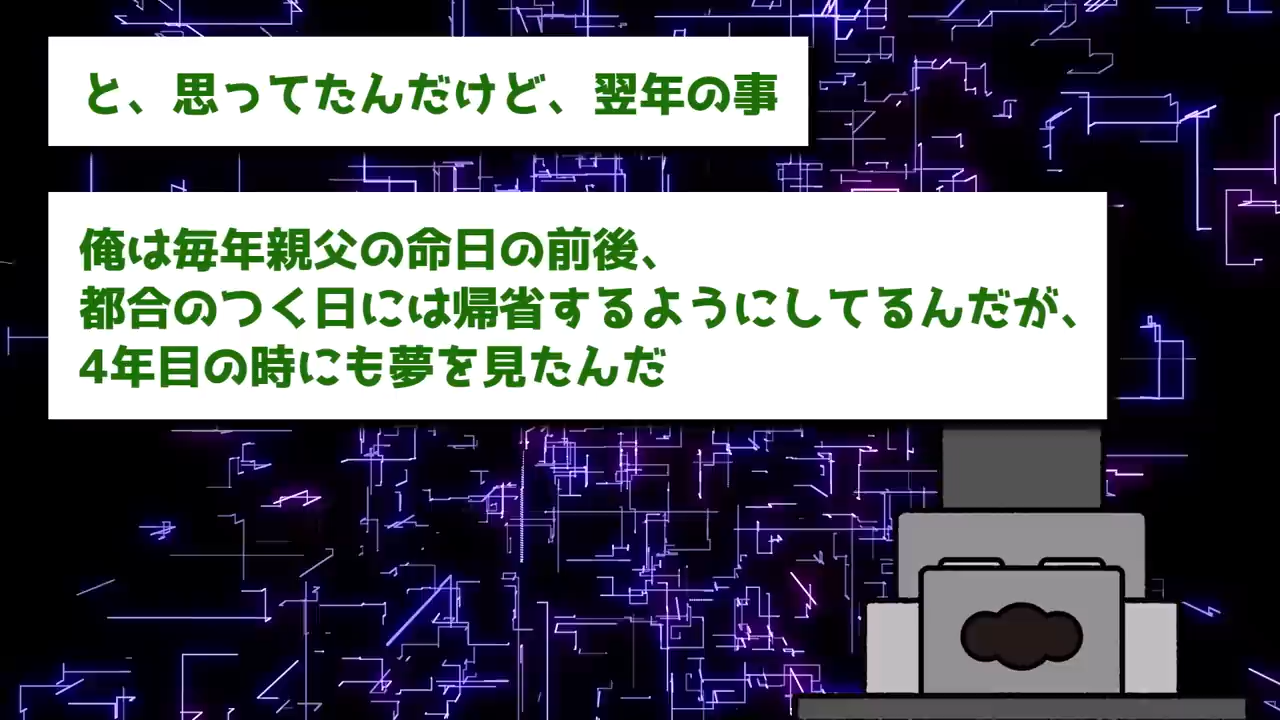 と、思ってたんだけど、翌年の事
俺は毎年親父の命日の前後、
都合のつく日には帰省するようにしてるんだが、
4年目の時にも夢を見たんだ